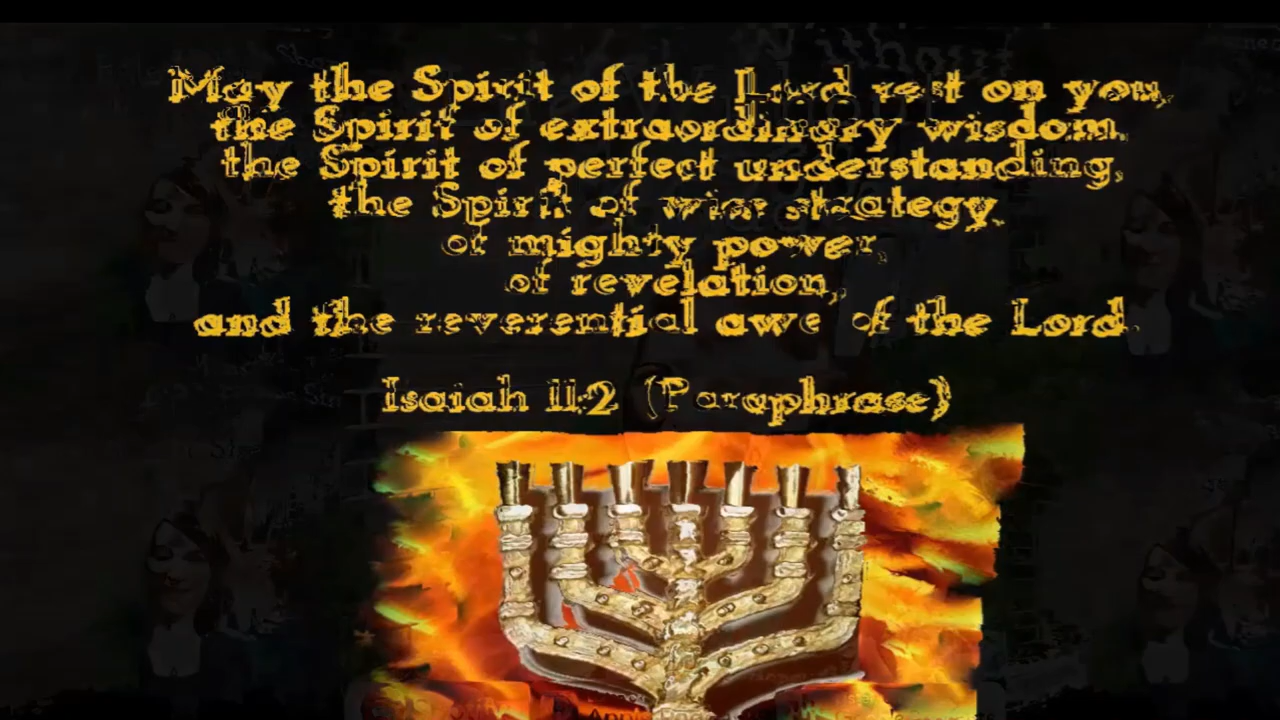 May the Spirit of the Lord rest on you,
the Spirit of extraordinary wisdom,
the Spirit of perfect understanding,
the Spirit of wise strategy,
of mighty power,
of revelation,
and the reverential awe of the Lord.
Isaiah 11:2 (Paraphrase)